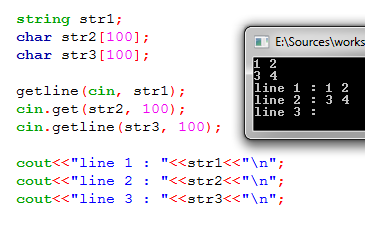 string str1;
char str2[100];
char str3[100];
getline(cin, str1);
cin.get(str2, 100);
cin.getline(str3, 100);
cout<<"line 1 : "<<str1<<"\n";
cout<<"line 2 : "<<str2<<"\n";
cout<<"line 3 : "<<str3<<"\n";
E:\Sources\works
1 2
3 4
line 1 : 1 2
line 2 : 3 4
line 3 :